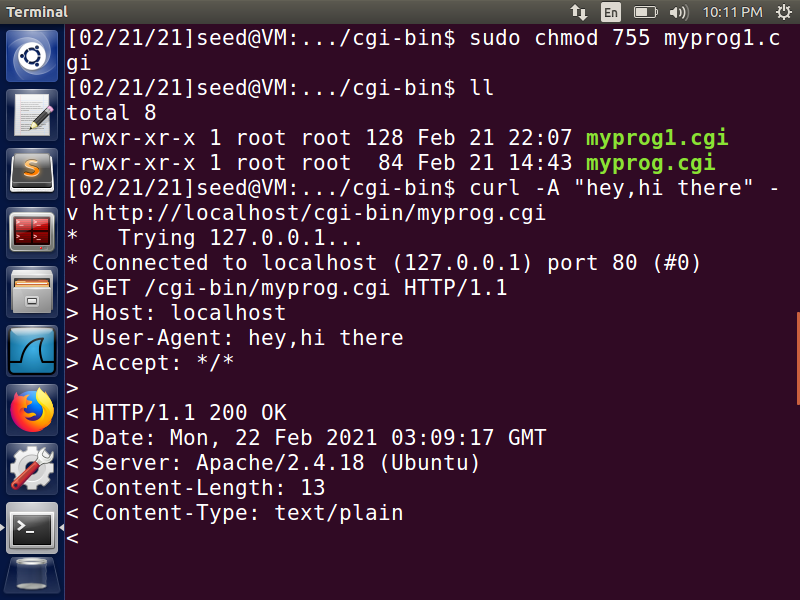 Terminal
En
10:11 PM
[02/21/21]seed@VM:.../cgi-bin$ sudo chmod 755 myprog1.c
gi
[02/21/21]seed@VM:.../cgi-bin$ ll
total 8
-rwxr-xr-x 1 root root 128 Feb 21 22:07 myprog1.cgi
-rwxr-xr-x 1 root root  84 Feb 21 14:43 myprog.cgi
[02/21/21]seed@VM:.../cgi-bin$ curl -A "hey,hi there" -
v http://localhost/cgi-bin/myprog.cgi
*   Trying 127.0.0.1...
* Connected to localhost (127.0.0.1) port 80 (#0)
> GET /cgi-bin/myprog.cgi HTTP/1.1
> Host: localhost
> User-Agent: hey,hi there
> Accept: */*
>
< HTTP/1.1 200 OK
< Date: Mon, 22 Feb 2021 03:09:17 GMT
< Server: Apache/2.4.18 (Ubuntu)
< Content-Length: 13
< Content-Type: text/plain
<